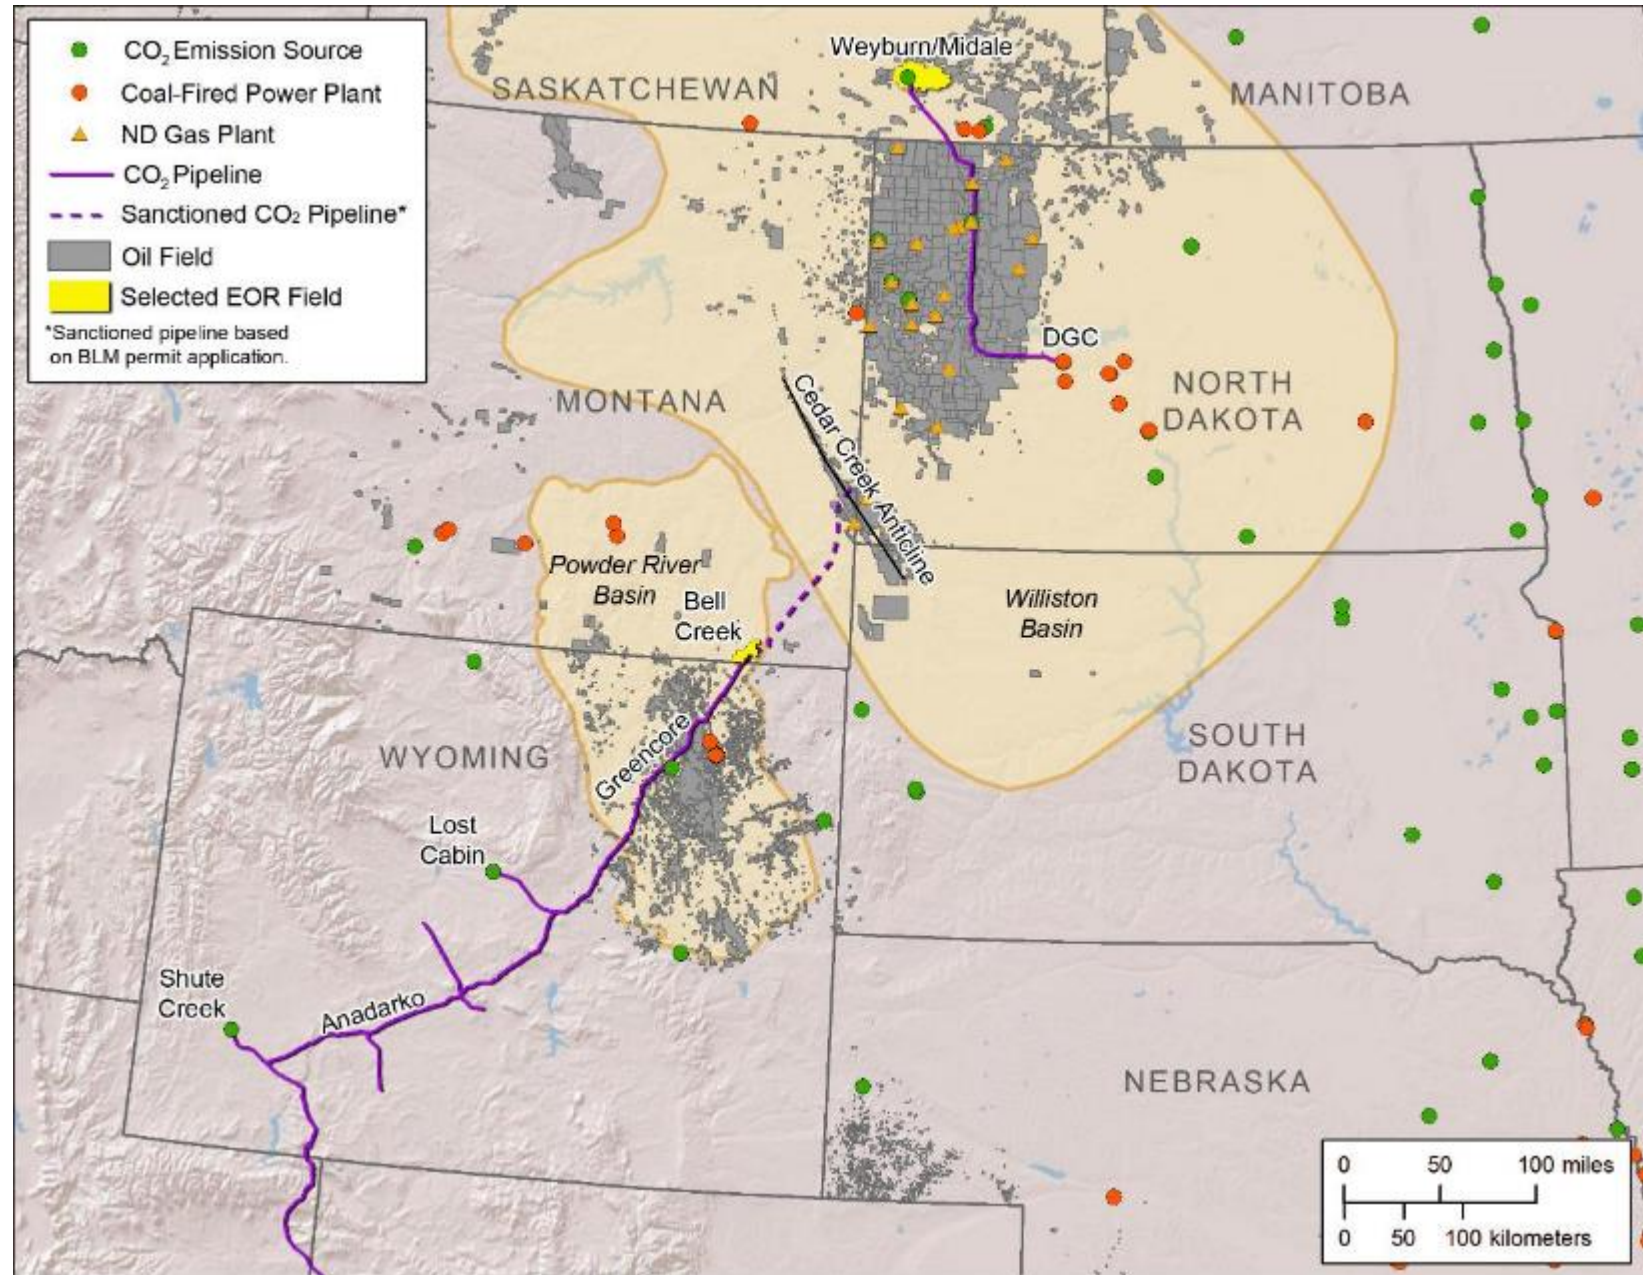 CO₂ Emission Source
Coal-Fired Power Plant
ND Gas Plant
CO₂ Pipeline
Sanctioned CO₂ Pipeline*
Oil Field
Selected EOR Field
*Sanctioned pipeline based
on BLM permit application.
Weyburn/Midale
SASKATCHEWAN
MANITOBA
DGC
MONTANA
NORTH
DAKOTA
Cedar Creek Anticline
Powder River
Basin
Bell
Creek
Williston
Basin
Greencore
WYOMING
SOUTH
DAKOTA
Lost
Cabin
Shute
Creek
Anadarko
NEBRASKA
0 50 100 miles
0 50 100 kilometers